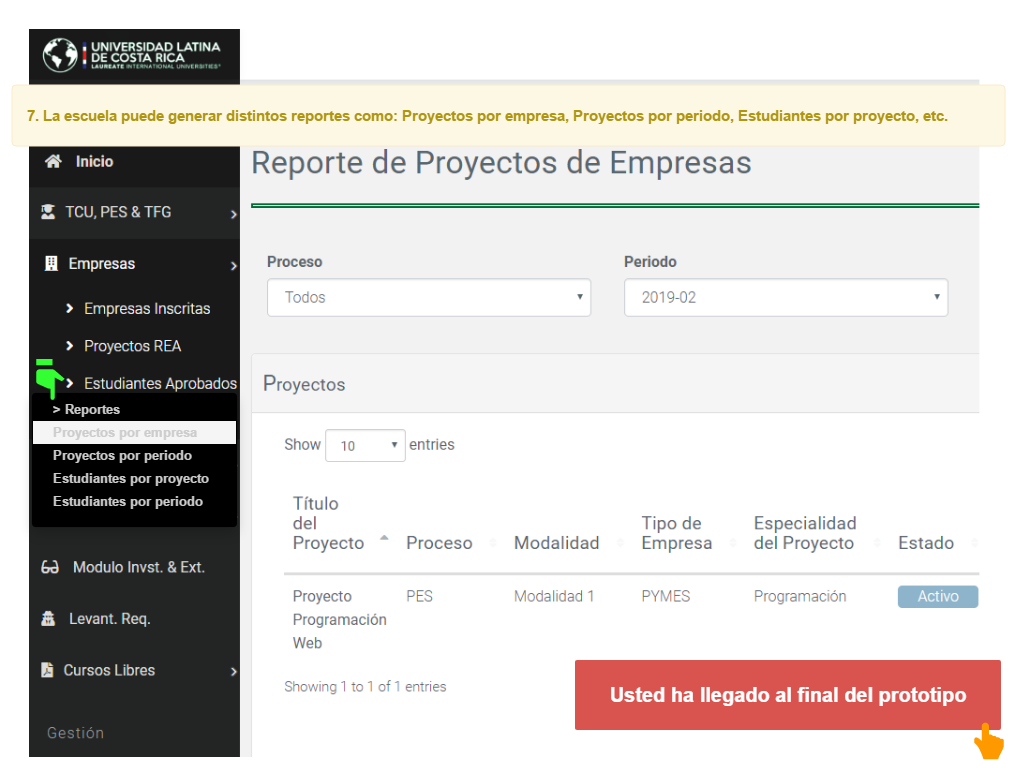 UNIVERSIDAD LATINA
DE COSTA RICA
LAUREATE INTERNATIONAL UNIVERSITIES
7. La escuela puede generar distintos reportes como: Proyectos por empresa, Proyectos por periodo, Estudiantes por proyecto, etc.
Inicio
TCU, PES & TFG
Empresas
Empresas Inscritas
Proyectos REA
Estudiantes Aprobados
> Reportes
Proyectos por empresa
Proyectos por periodo
Estudiantes por proyecto
Estudiantes por periodo
Modulo Invst. & Ext.
Levant. Req.
Cursos Libres
Gestión
Reporte de Proyectos de Empresas
Proceso
Todos
Periodo
2019-02
Proyectos
Show 10 entries
Título
del
Proyecto
Proceso
Modalidad
Tipo de
Empresa
Especialidad
del Proyecto
Estado
Proyecto
Programación
Web
PES
Modalidad 1
PYMES
Programación
Activo
Showing 1 to 1 of 1 entries
Usted ha llegado al final del prototipo